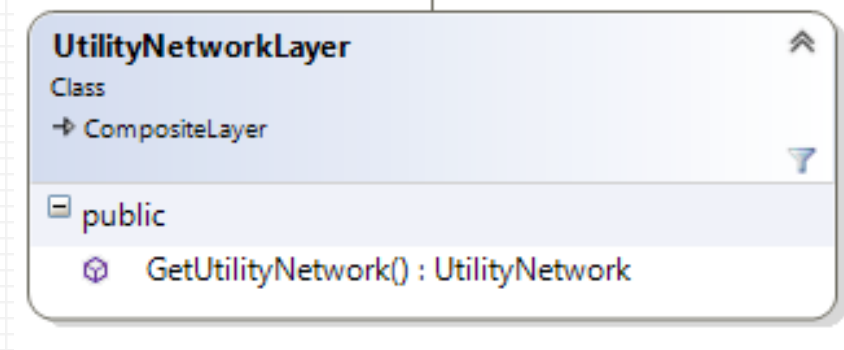 UtilityNetworkLayer
Class
CompositeLayer
public
GetUtilityNetwork() : UtilityNetwork